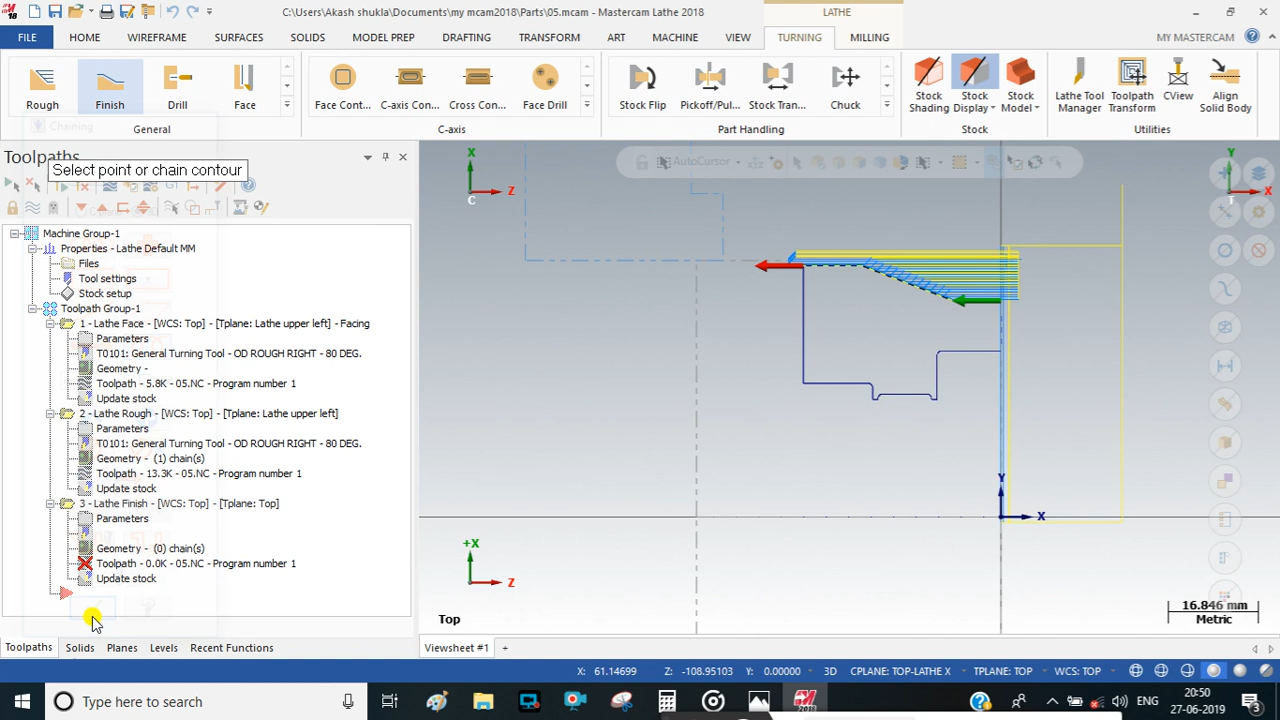 C:\Users\Akash shukla\Documents\my mcam2018\Parts\05.mcam - Mastercam Lathe 2018
LATHE
FILE HOME WIREFRAME SURFACES SOLIDS MODEL PREP DRAFTING TRANSFORM ART MACHINE VIEW TURNING MILLING MY MASTERCAM
Rough Finish Drill Face Face Cont... C-axis Con... Cross Con... Face Drill Stock Flip Pickoff/Pul... Stock Tran... Chuck Stock Shading Stock Display Stock Model Lathe Tool Manager Toolpath Transform CView Align Solid Body
General C-axis Part Handling Stock Utilities
Chaining
Toolpaths
Select point or chain contour
AutoCursor
Machine Group-1
Properties - Lathe Default MM
Files
Tool settings
Stock setup
Toolpath Group-1
1 - Lathe Face - [WCS: Top] - [Tplane: Lathe upper left] - Facing
Parameters
T0101: General Turning Tool - OD ROUGH RIGHT - 80 DEG.
Geometry -
Toolpath - 5.8K - 05.NC - Program number 1
Update stock
2 - Lathe Rough - [WCS: Top] - [Tplane: Lathe upper left]
Parameters
T0101: General Turning Tool - OD ROUGH RIGHT - 80 DEG.
Geometry - (1) chain(s)
Toolpath - 13.3K - 05.NC - Program number 1
Update stock
3 - Lathe Finish - [WCS: Top] - [Tplane: Top]
Parameters
Geometry - (0) chain(s)
Toolpath - 0.0K - 05.NC - Program number 1
Update stock
X
Z
C
Y
X
T
Y
X
+X
Z
Top
16.846 mm
Metric
Toolpaths Solids Planes Levels Recent Functions
Viewsheet #1 +
X: 61.14699 Z: -108.95103 Y: 0.00000 3D CPLANE: TOP-LATHE X TPLANE: TOP WCS: TOP
Type here to search
ENG
20:50
27-06-2019
3